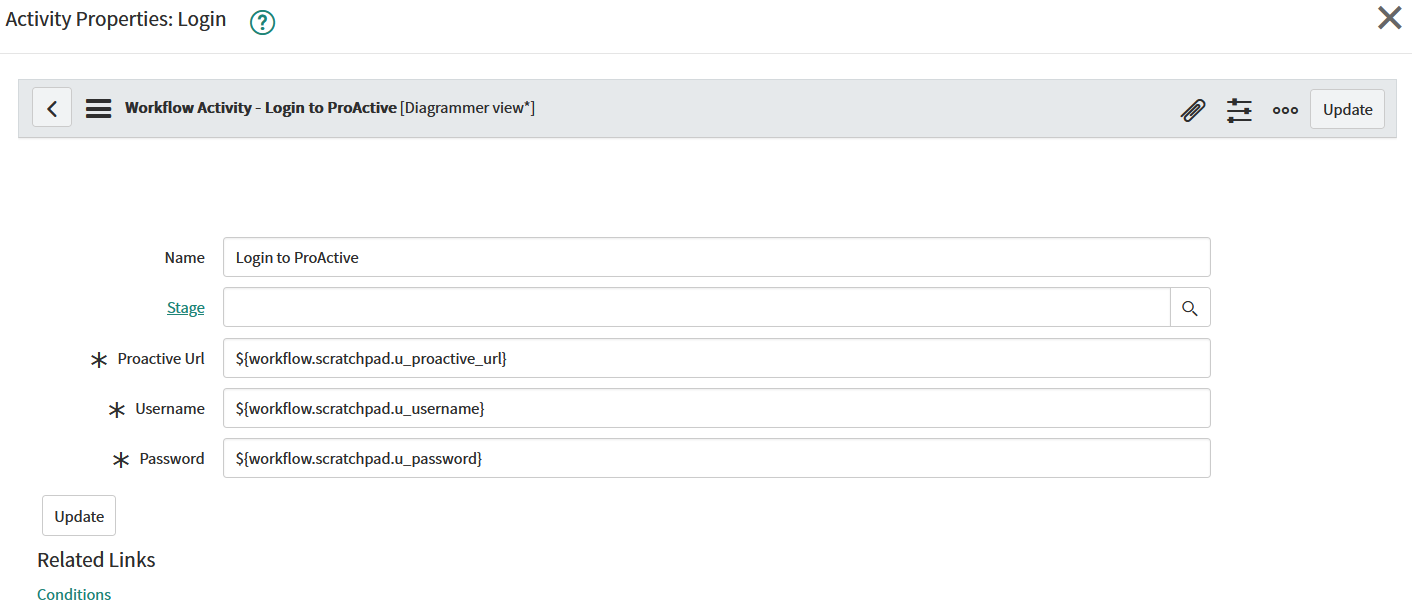 Activity Properties: Login ?
Workflow Activity - Login to ProActive [Diagrammer view*]
Update
Name Login to ProActive
Stage
Proactive Url ${workflow.scratchpad.u_proactive_url}
Username ${workflow.scratchpad.u_username}
Password ${workflow.scratchpad.u_password}
Update
Related Links
Conditions